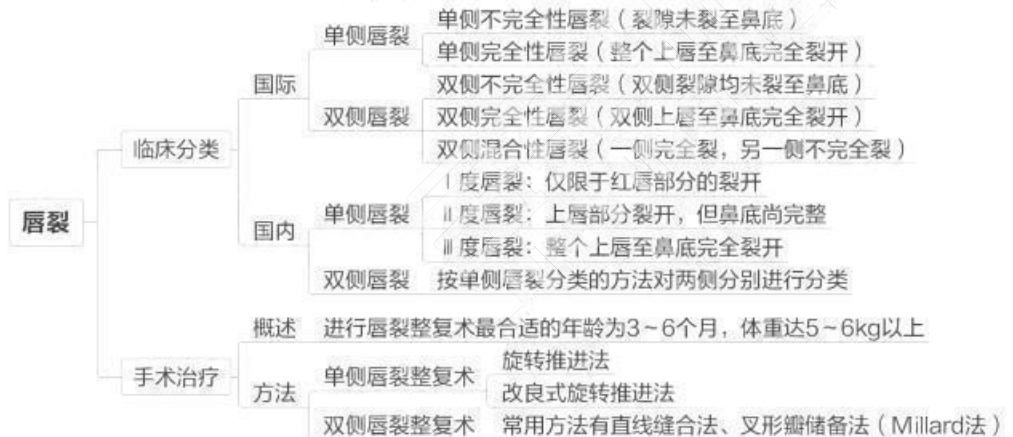 唇裂
临床分类
国际
单侧唇裂
单侧不完全性唇裂（裂隙未裂至鼻底）
单侧完全性唇裂（整个上唇至鼻底完全裂开）
双侧唇裂
双侧不完全性唇裂（双侧裂隙均未裂至鼻底）
双侧完全性唇裂（双侧上唇至鼻底完全裂开）
双侧混合性唇裂（一侧完全裂，另一侧不完全裂）
国内
单侧唇裂
Ⅰ度唇裂：仅限于红唇部分的裂开
Ⅱ度唇裂：上唇部分裂开，但鼻底尚完整
Ⅲ度唇裂：整个上唇至鼻底完全裂开
双侧唇裂
按单侧唇裂分类的方法对两侧分别进行分类
手术治疗
概述
进行唇裂整复术最合适的年龄为3~6个月，体重达5~6kg以上
方法
单侧唇裂整复术
旋转推进法
改良式旋转推进法
双侧唇裂整复术
常用方法有直线缝合法、叉形瓣储备法（Millard法）